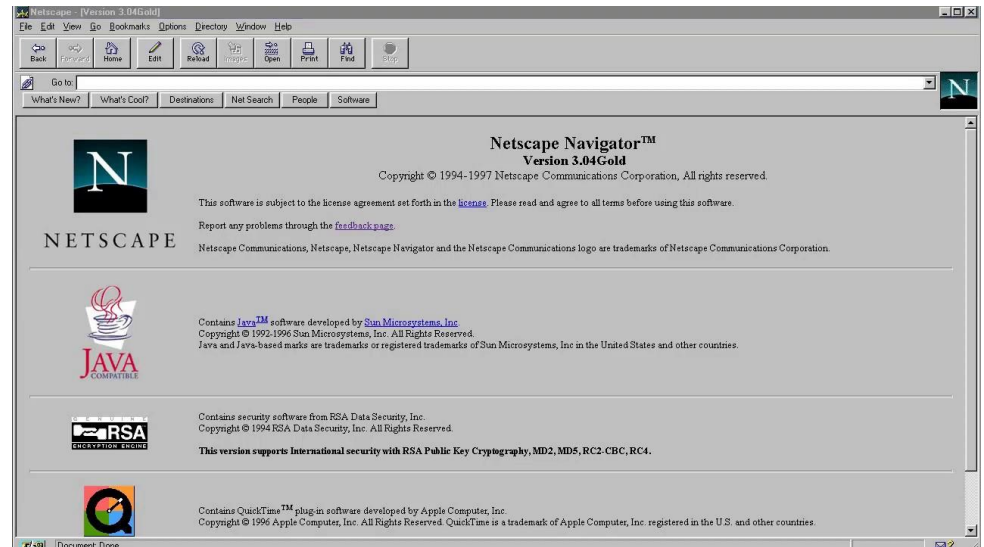 Netscape - [Version 3.04Gold]
File Edit View Go Bookmarks Options Directory Window Help
Back Forward Home Edit Reload Images Open Print Find Stop
Go to:
What's New? What's Cool? Destinations Net Search People Software
N
N
NETSCAPE
Netscape Navigator™
Version 3.04Gold
Copyright © 1994-1997 Netscape Communications Corporation, All rights reserved.
This software is subject to the license agreement set forth in the license. Please read and agree to all terms before using this software.
Report any problems through the feedback page.
Netscape Communications, Netscape, Netscape Navigator and the Netscape Communications logo are trademarks of Netscape Communications Corporation.
JAVA
COMPATIBLE
Contains Java™ software developed by Sun Microsystems, Inc.
Copyright © 1992-1996 Sun Microsystems, Inc. All Rights Reserved.
Java and Java-based marks are trademarks or registered trademarks of Sun Microsystems, Inc in the United States and other countries.
GENUINE
RSA
ENCRYPTION ENGINE
Contains security software from RSA Data Security, Inc.
Copyright © 1994 RSA Data Security, Inc. All Rights Reserved.
This version supports International security with RSA Public Key Cryptography, MD2, MD5, RC2-CBC, RC4.
Contains QuickTime™ plug-in software developed by Apple Computer, Inc.
Copyright © 1996 Apple Computer, Inc. All Rights Reserved. QuickTime is a trademark of Apple Computer, Inc. registered in the U.S. and other countries.
Document: Done